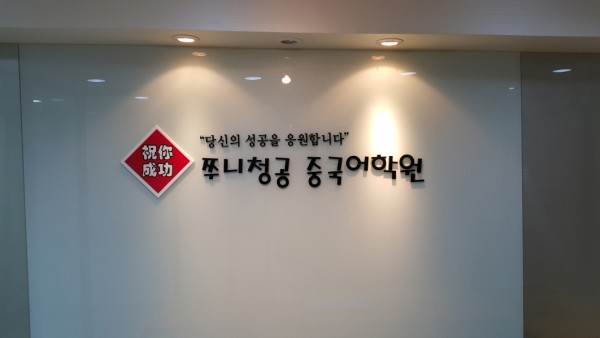 祝你
成功
"당신의 성공을 응원합니다"
쭈니청공 중국어학원